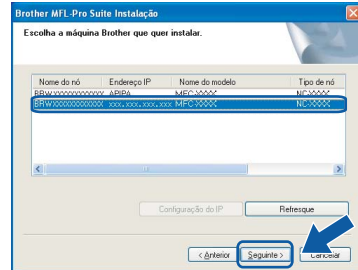 Brother MFL-Pro Suite Instalação
Escolha a máquina Brother que quer instalar.
Nome do nó Endereço IP Nome do modelo Tipo de nó
BRWXXXXXXXXXXXX APIPA MFC-XXXX NC-XXXX
BRWXXXXXXXXXXXX xxx.xxx.xxx.xxx MFC-XXXX NC-XXXX
Configuração do IP Refresque
< Anterior Seguinte > Cancelar